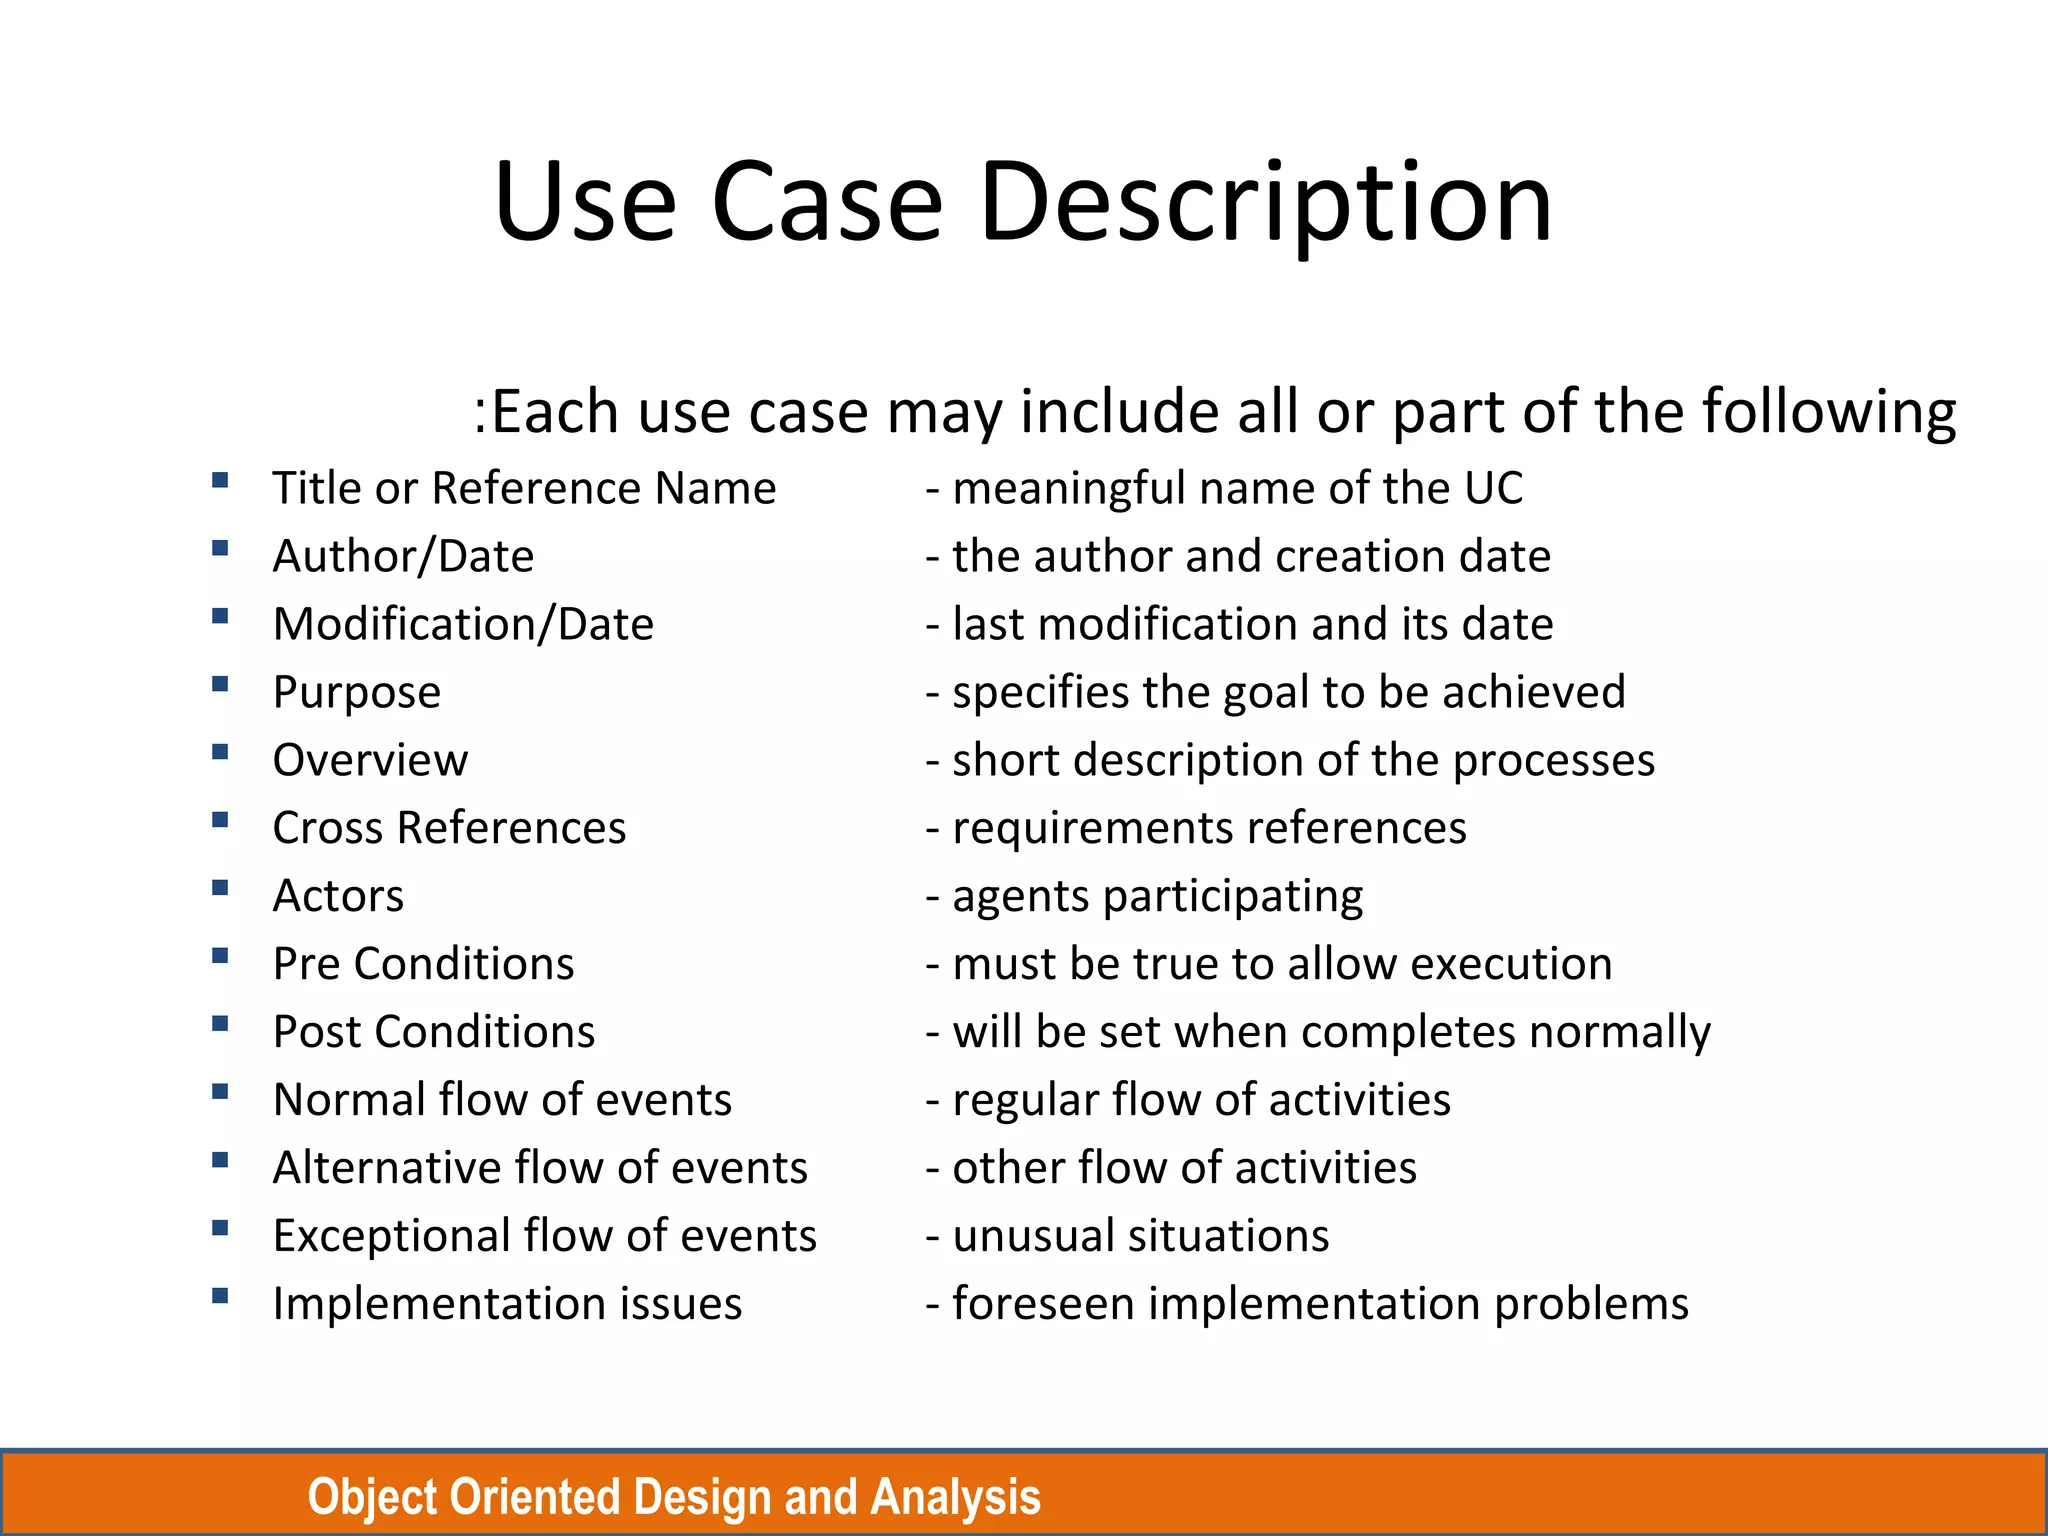 Use Case Description
:Each use case may include all or part of the following
▪ Title or Reference Name - meaningful name of the UC
▪ Author/Date - the author and creation date
▪ Modification/Date - last modification and its date
▪ Purpose - specifies the goal to be achieved
▪ Overview - short description of the processes
▪ Cross References - requirements references
▪ Actors - agents participating
▪ Pre Conditions - must be true to allow execution
▪ Post Conditions - will be set when completes normally
▪ Normal flow of events - regular flow of activities
▪ Alternative flow of events - other flow of activities
▪ Exceptional flow of events - unusual situations
▪ Implementation issues - foreseen implementation problems
Object Oriented Design and Analysis